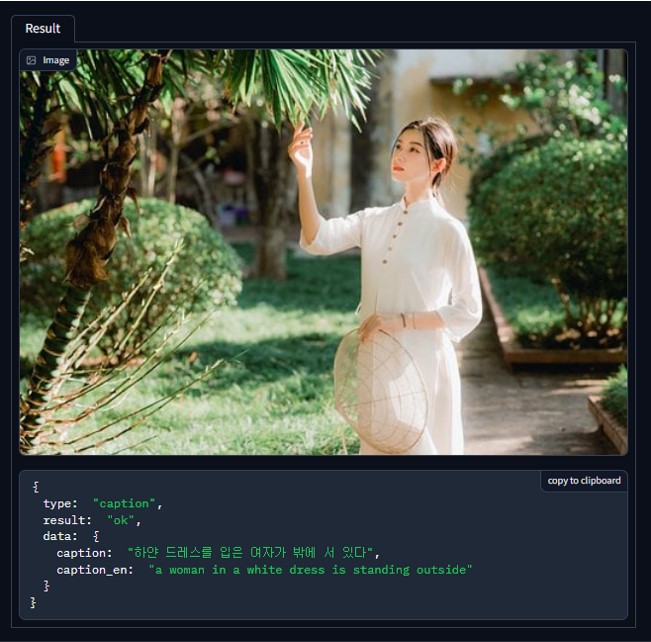 Result
Image
copy to clipboard
{
type: "caption",
result: "ok",
data: {
caption: "하얀 드레스를 입은 여자가 밖에 서 있다",
caption_en: "a woman in a white dress is standing outside"
}
}